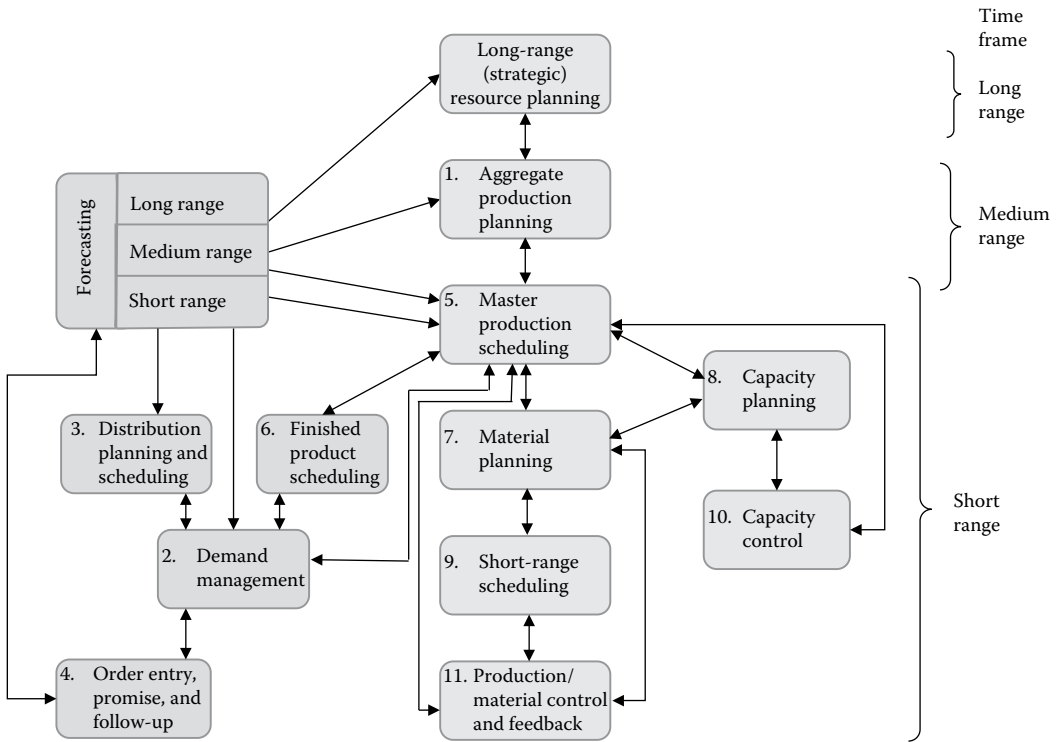 Time
frame
Long-range
(strategic)
resource planning
Long
range
1. Aggregate
production
planning
Medium
range
Forecasting
Long range
Medium range
Short range
5. Master
production
scheduling
8. Capacity
planning
3. Distribution
planning and
scheduling
6. Finished
product
scheduling
7. Material
planning
10. Capacity
control
Short
range
2. Demand
management
9. Short-range
scheduling
4. Order entry,
promise, and
follow-up
11. Production/
material control
and feedback